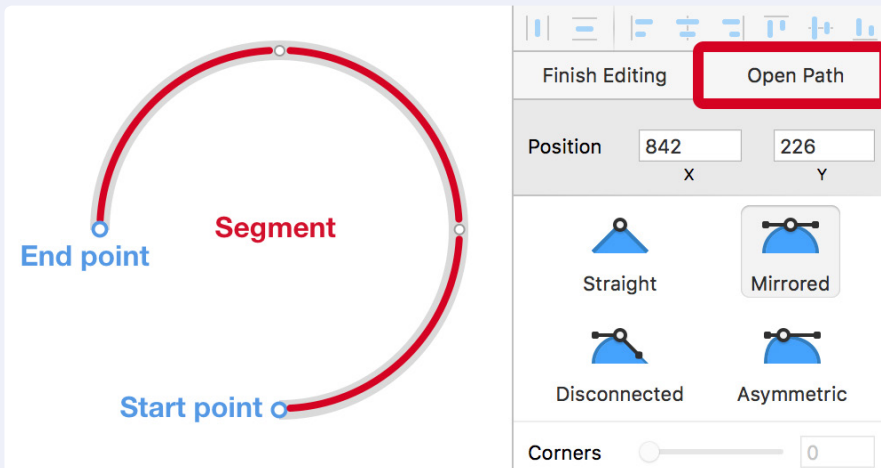 Segment
End point
Start point
Finish Editing
Open Path
Position
842
226
X
Y
Straight
Mirrored
Disconnected
Asymmetric
Corners
0